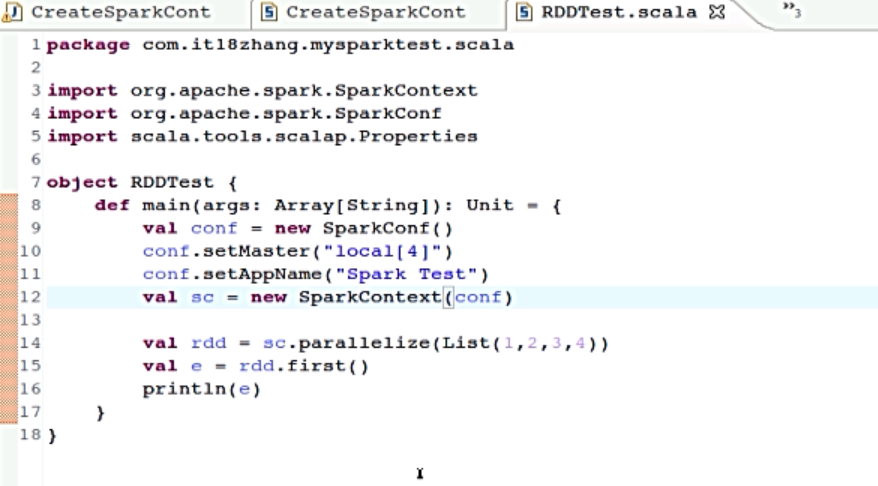 CreateSparkCont CreateSparkCont RDDTest.scala »3
1 package com.it18zhang.mysparktest.scala
2
3 import org.apache.spark.SparkContext
4 import org.apache.spark.SparkConf
5 import scala.tools.scalap.Properties
6
7 object RDDTest {
8     def main(args: Array[String]): Unit = {
9         val conf = new SparkConf()
10         conf.setMaster("local[4]")
11         conf.setAppName("Spark Test")
12         val sc = new SparkContext(conf)
13
14         val rdd = sc.parallelize(List(1,2,3,4))
15         val e = rdd.first()
16         println(e)
17     }
18 }